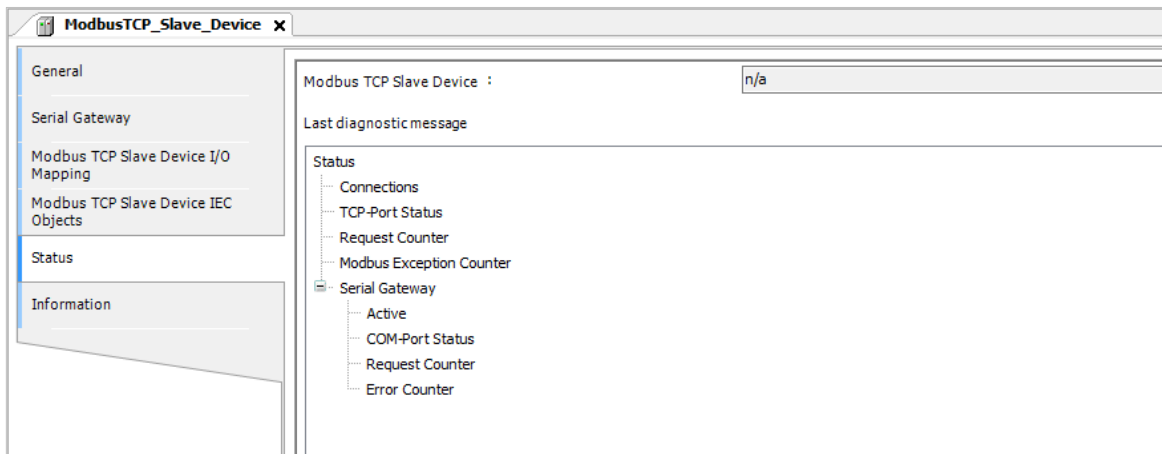 ModbusTCP_Slave_Device X
General
Serial Gateway
Modbus TCP Slave Device I/O
Mapping
Modbus TCP Slave Device IEC
Objects
Status
Information
Modbus TCP Slave Device :
n/a
Last diagnostic message
Status
Connections
TCP-Port Status
Request Counter
Modbus Exception Counter
Serial Gateway
Active
COM-Port Status
Request Counter
Error Counter